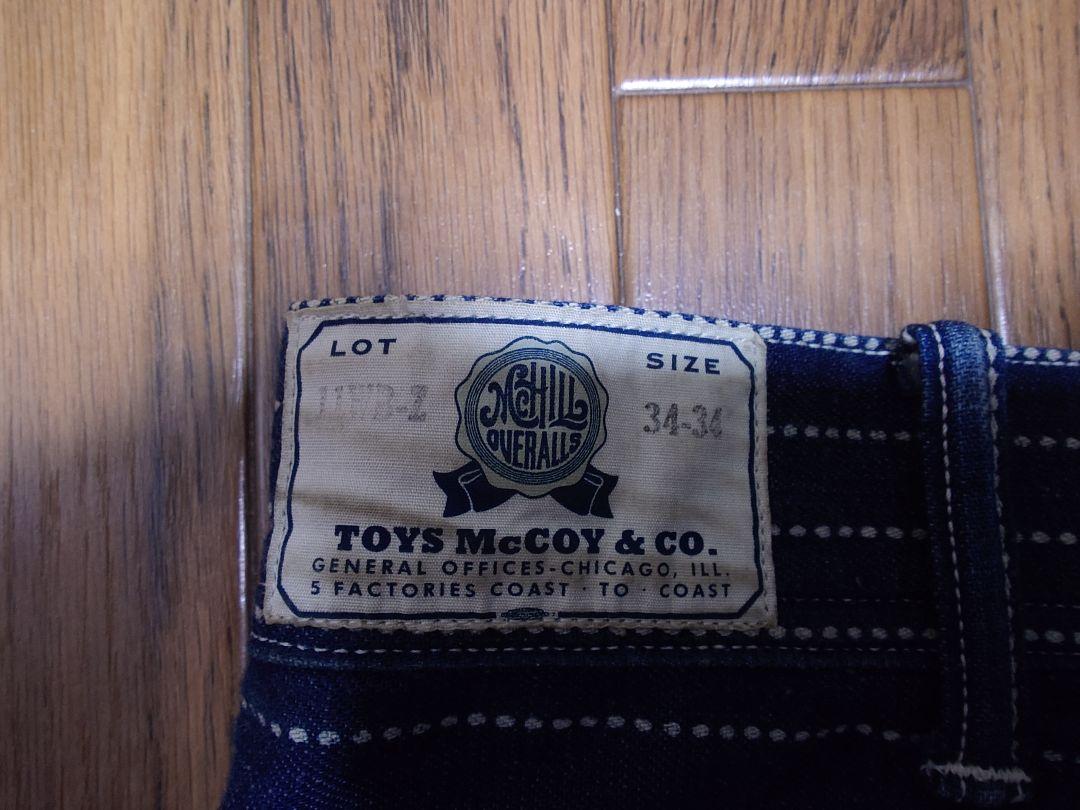 LOT
SIZE
34-34
McHILL
OVERALLS
TOYS McCOY & CO.
GENERAL OFFICES-CHICAGO, ILL.
5 FACTORIES COAST · TO · COAST